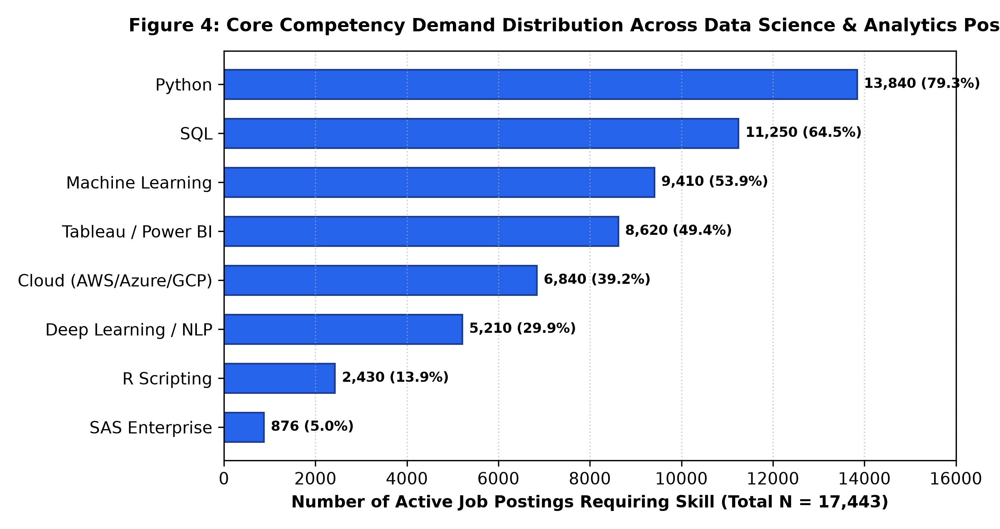 Figure 4: Core Competency Demand Distribution Across Data Science & Analytics Pos
Python 13,840 (79.3%)
SQL 11,250 (64.5%)
Machine Learning 9,410 (53.9%)
Tableau / Power BI 8,620 (49.4%)
Cloud (AWS/Azure/GCP) 6,840 (39.2%)
Deep Learning / NLP 5,210 (29.9%)
R Scripting 2,430 (13.9%)
SAS Enterprise 876 (5.0%)
0 2000 4000 6000 8000 10000 12000 14000 16000
Number of Active Job Postings Requiring Skill (Total N = 17,443)